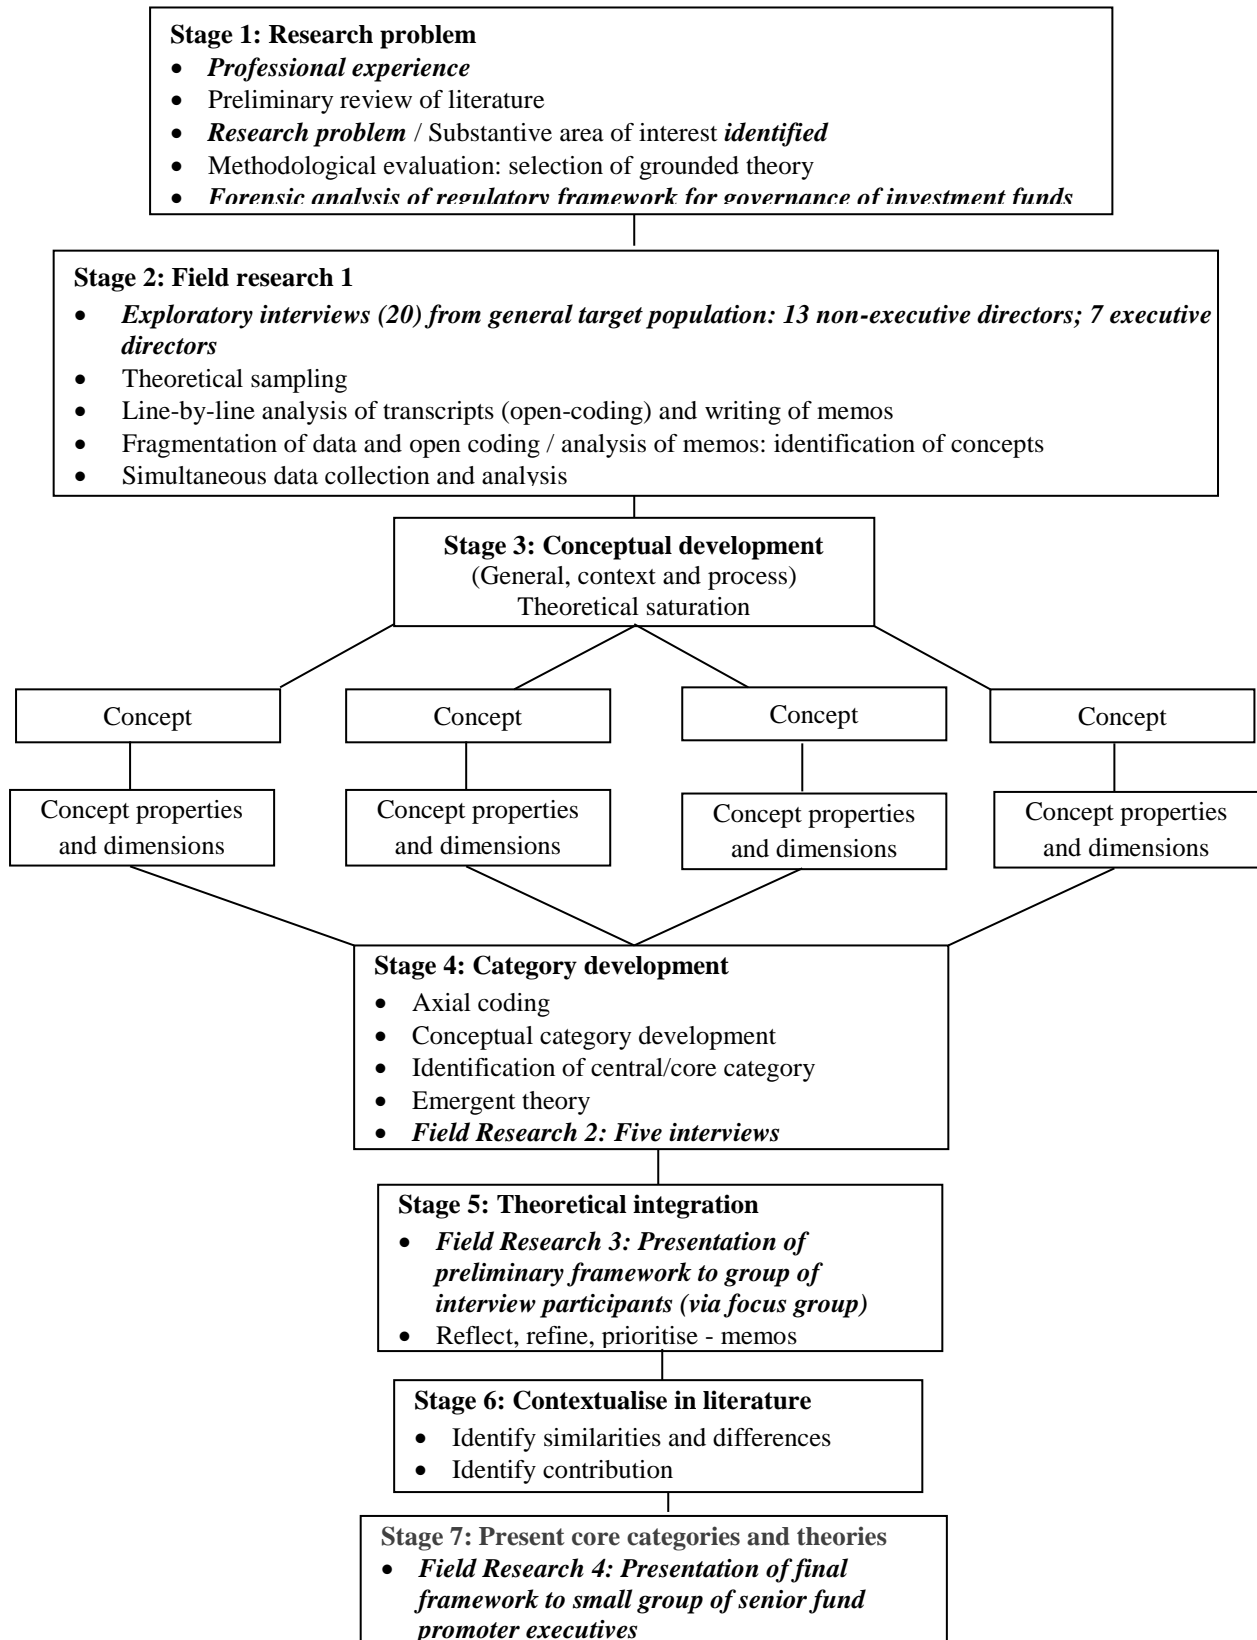 Stage 1: Research problem
• Professional experience
• Preliminary review of literature
• Research problem / Substantive area of interest identified
• Methodological evaluation: selection of grounded theory
• Forensic analysis of regulatory framework for governance of investment funds
Stage 2: Field research 1
• Exploratory interviews (20) from general target population: 13 non-executive directors; 7 executive
directors
• Theoretical sampling
• Line-by-line analysis of transcripts (open-coding) and writing of memos
• Fragmentation of data and open coding / analysis of memos: identification of concepts
• Simultaneous data collection and analysis
Stage 3: Conceptual development
(General, context and process)
Theoretical saturation
Concept
Concept
Concept
Concept
Concept properties
and dimensions
Concept properties
and dimensions
Concept properties
and dimensions
Concept properties
and dimensions
Stage 4: Category development
• Axial coding
• Conceptual category development
• Identification of central/core category
• Emergent theory
• Field Research 2: Five interviews
Stage 5: Theoretical integration
• Field Research 3: Presentation of
preliminary framework to group of
interview participants (via focus group)
• Reflect, refine, prioritise - memos
Stage 6: Contextualise in literature
• Identify similarities and differences
• Identify contribution
Stage 7: Present core categories and theories
• Field Research 4: Presentation of final
framework to small group of senior fund
promoter executives